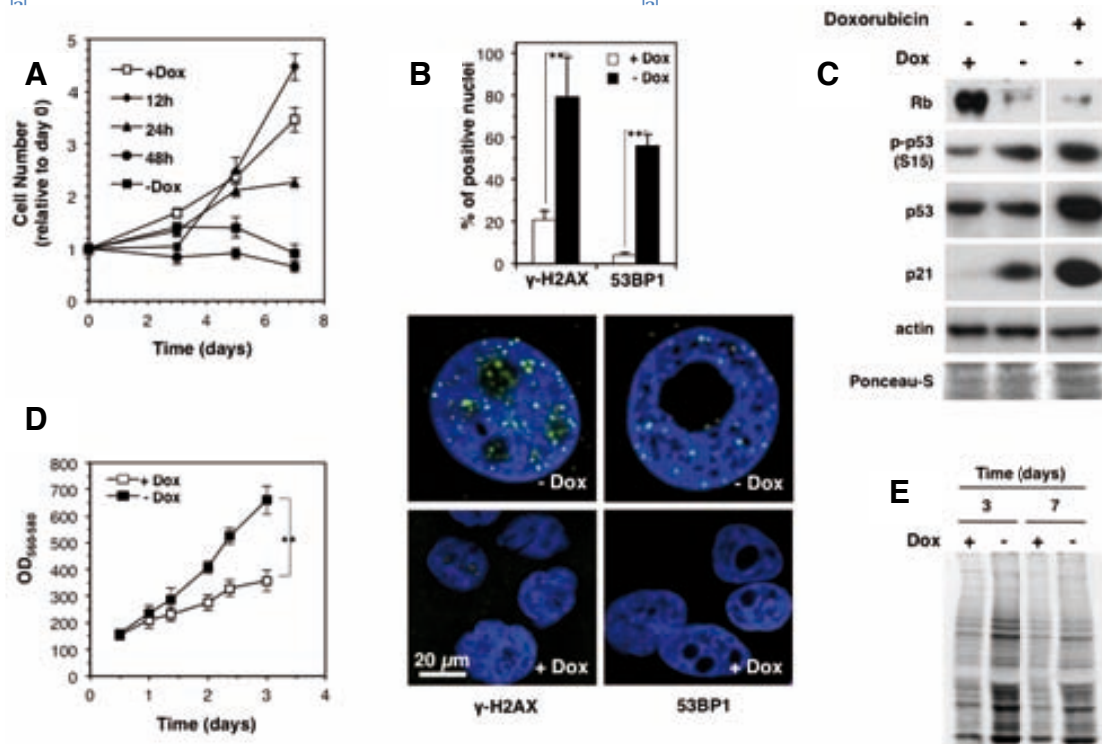 [a]
[a]
A
5
4
3
2
1
0
0 2 4 6 8
+Dox
12h
24h
48h
-Dox
Cell Number
(relative to day 0)
Time (days)
B
100
80
60
40
20
0
**
**
+ Dox
- Dox
% of positive nuclei
γ-H2AX 53BP1
- Dox - Dox
20 µm
+ Dox + Dox
γ-H2AX 53BP1
C
Doxorubicin - - +
Dox + - -
Rb
p-p53
(S15)
p53
p21
actin
Ponceau-S
D
800
700
600
500
400
300
200
100
0
0 1 2 3 4
+ Dox
- Dox
**
OD560-580
Time (days)
E
Time (days)
3 7
Dox + - + -